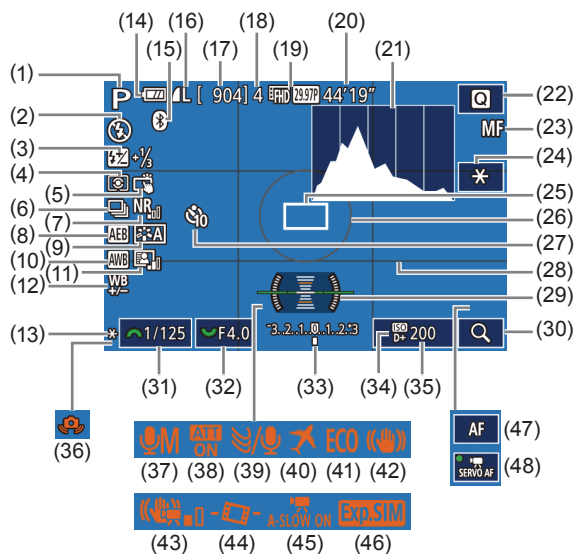 (14) (16) (18) (20)
(15) (17) (19) (21)
(1) P L [ 904] 4 FHD 29.97P 44'19" Q (22)
(2) MF (23)
(3) +1/3 (24)
(4) (25)
(5)
(6) NR (26)
(7) 10
(8) AEB A (27)
(9)
(10) AWB (28)
(11)
(12) WB +/- (29)
(13) * 1/125 F4.0 -3..2..1..0..1..2..+3 ISO D+ 200 (30)
(31) (32) (33) (34) (35)
(36)
M ATT ON ECO AF (47)
(37) (38) (39) (40) (41) (42) SERVO AF (48)
A-SLOW ON Exp.SIM
(43) (44) (45) (46)